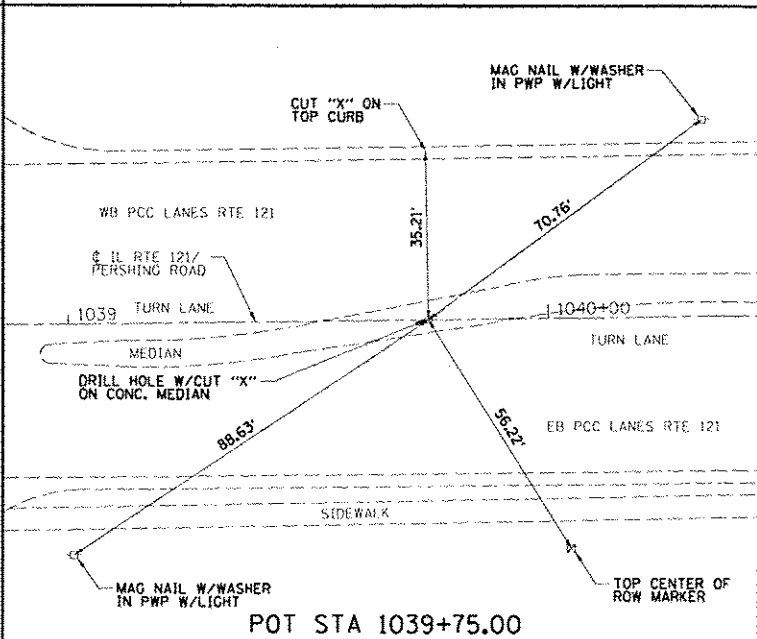 MAG NAIL W/WASHER
IN PWP W/LIGHT
CUT "X" ON
TOP CURB
WB PCC LANES RTE 121
35.21'
70.76'
℄ IL RTE 121/
PERSHING ROAD
1039
TURN LANE
1040+00
TURN LANE
MEDIAN
DRILL HOLE W/CUT "X"
ON CONC. MEDIAN
88.63'
56.22'
EB PCC LANES RTE 121
SIDEWALK
MAG NAIL W/WASHER
IN PWP W/LIGHT
TOP CENTER OF
ROW MARKER
POT STA 1039+75.00